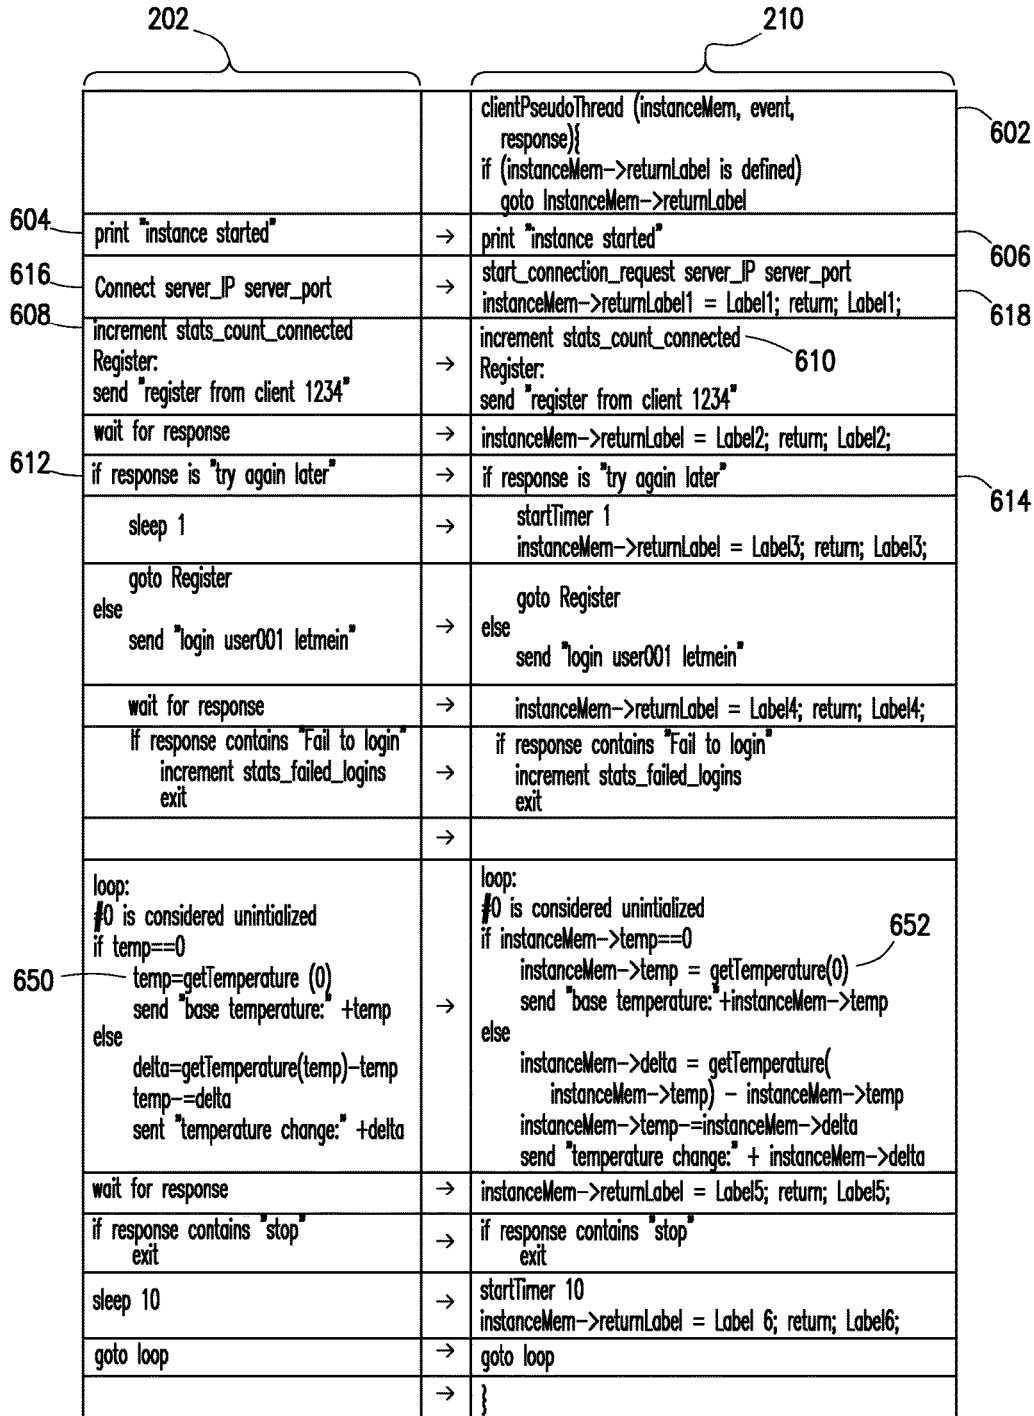 202 210
clientPseudoThread (instanceMem, event,
response){
if (instanceMem->returnLabel is defined)
goto InstanceMem->returnLabel
602
604 print "instance started" → print "instance started" 606
616 Connect server_IP server_port → start_connection_request server_IP server_port
instanceMem->returnLabel1 = Label1; return; Label1; 618
608 increment stats_count_connected
Register:
send "register from client 1234"
→
increment stats_count_connected 610
Register:
send "register from client 1234"
wait for response → instanceMem->returnLabel = Label2; return; Label2;
612 if response is "try again later" → if response is "try again later" 614
sleep 1 → startTimer 1
instanceMem->returnLabel = Label3; return; Label3;
goto Register
else
send "login user001 letmein"
→
goto Register
else
send "login user001 letmein"
wait for response → instanceMem->returnLabel = Label4; return; Label4;
If response contains "Fail to login"
increment stats_failed_logins
exit
→
if response contains "Fail to login"
increment stats_failed_logins
exit
→
loop:
#0 is considered unintialized
if temp==0
650 temp=getTemperature (0)
send "base temperature:" +temp
else
delta=getTemperature(temp)-temp
temp-=delta
sent "temperature change:" +delta
→
loop:
#0 is considered unintialized
if instanceMem->temp==0
instanceMem->temp = getTemperature(0) 652
send "base temperature:"+instanceMem->temp
else
instanceMem->delta = getTemperature(
instanceMem->temp) - instanceMem->temp
instanceMem->temp-=instanceMem->delta
send "temperature change:" + instanceMem->delta
wait for response → instanceMem->returnLabel = Label5; return; Label5;
if response contains "stop"
exit
→
if response contains "stop"
exit
sleep 10 → startTimer 10
instanceMem->returnLabel = Label 6; return; Label6;
goto loop → goto loop
→ }